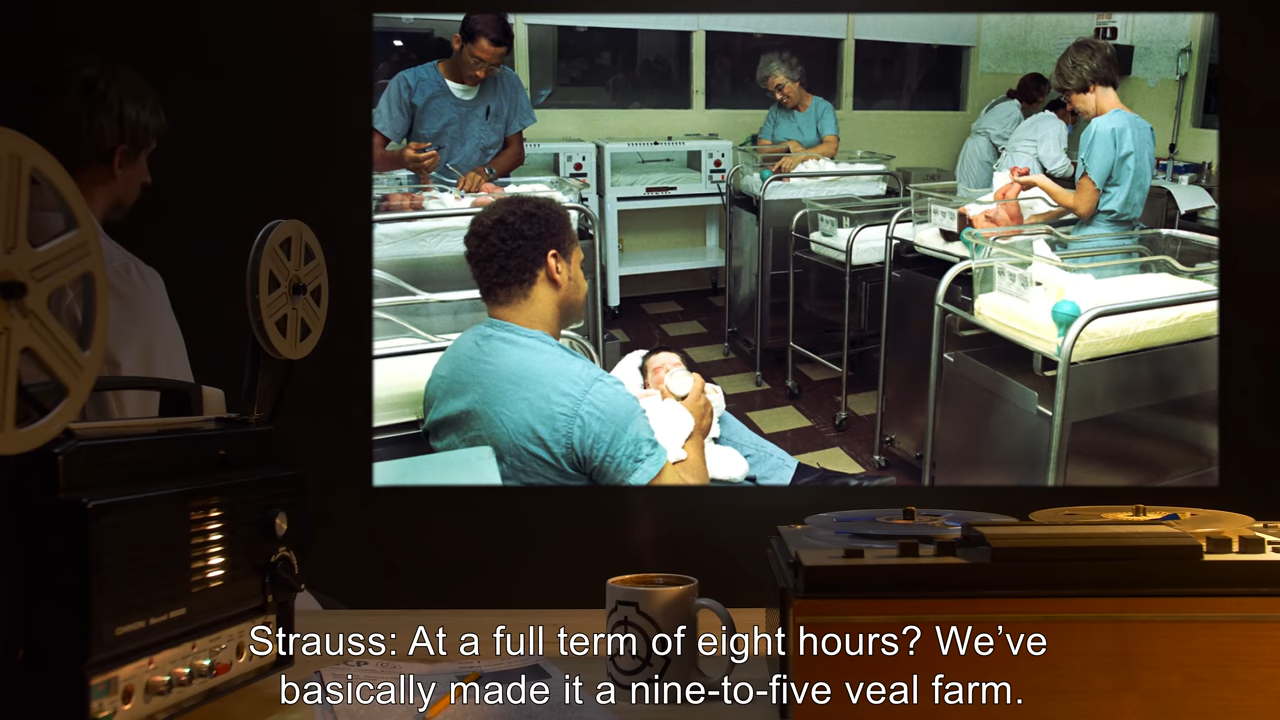 Strauss: At a full term of eight hours? We’ve
basically made it a nine-to-five veal farm.